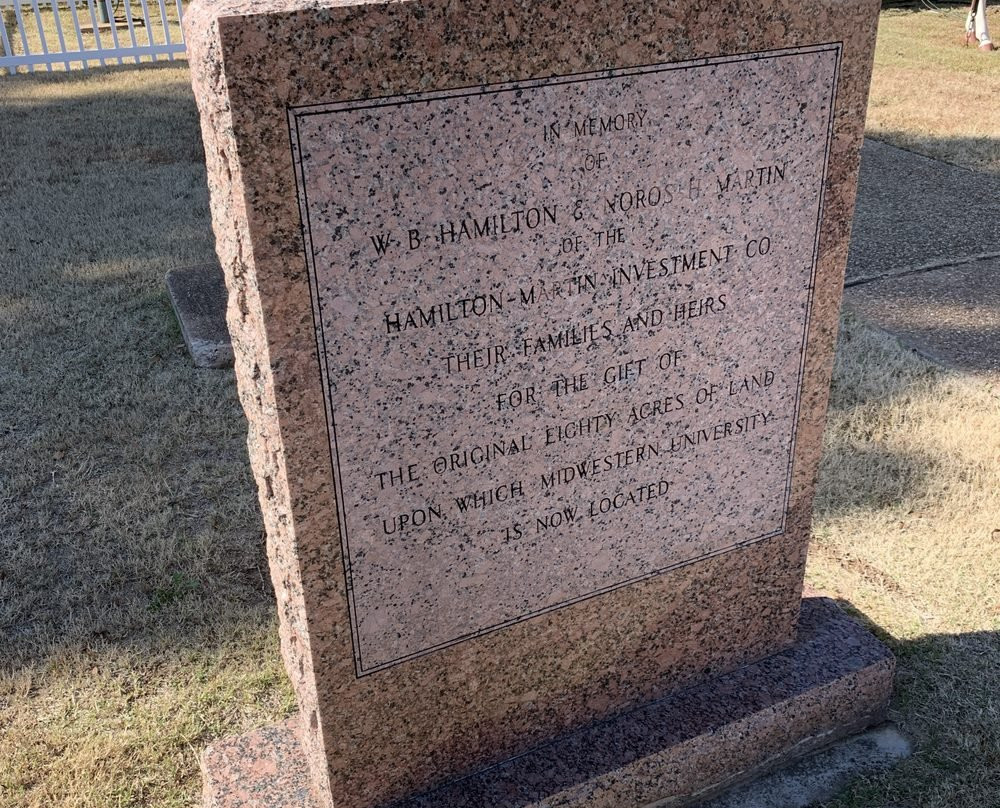 IN MEMORY
OF
W B HAMILTON & NOROS H MARTIN
OF THE
HAMILTON-MARTIN INVESTMENT CO
THEIR FAMILIES AND HEIRS
FOR THE GIFT OF
THE ORIGINAL EIGHTY ACRES OF LAND
UPON WHICH MIDWESTERN UNIVERSITY
IS NOW LOCATED